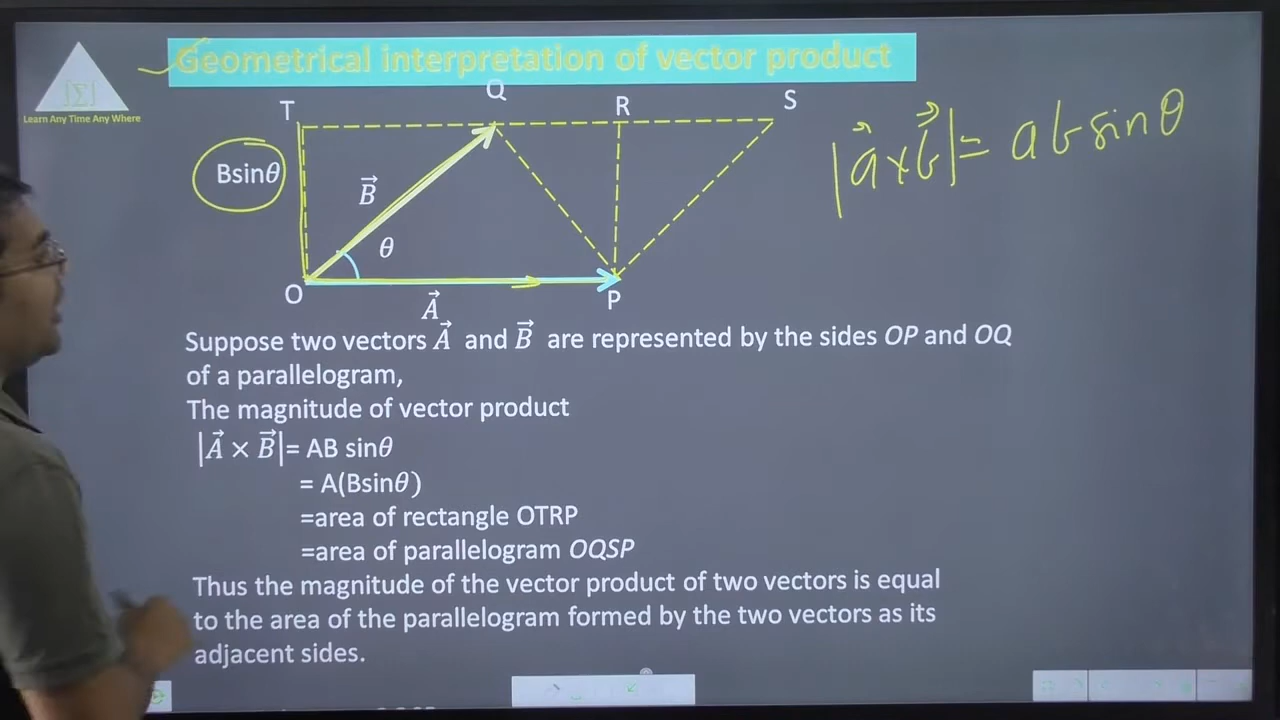 Geometrical interpretation of vector product
[Σ]
Learn Any Time Any Where
T
Q
R
S
Bsinθ
B⃗
θ
|a⃗×b⃗|= ab sinθ
O
A⃗
P
Suppose two vectors A⃗ and B⃗ are represented by the sides OP and OQ
of a parallelogram,
The magnitude of vector product
|A⃗ × B⃗|= AB sinθ
= A(Bsinθ)
=area of rectangle OTRP
=area of parallelogram OQSP
Thus the magnitude of the vector product of two vectors is equal
to the area of the parallelogram formed by the two vectors as its
adjacent sides.